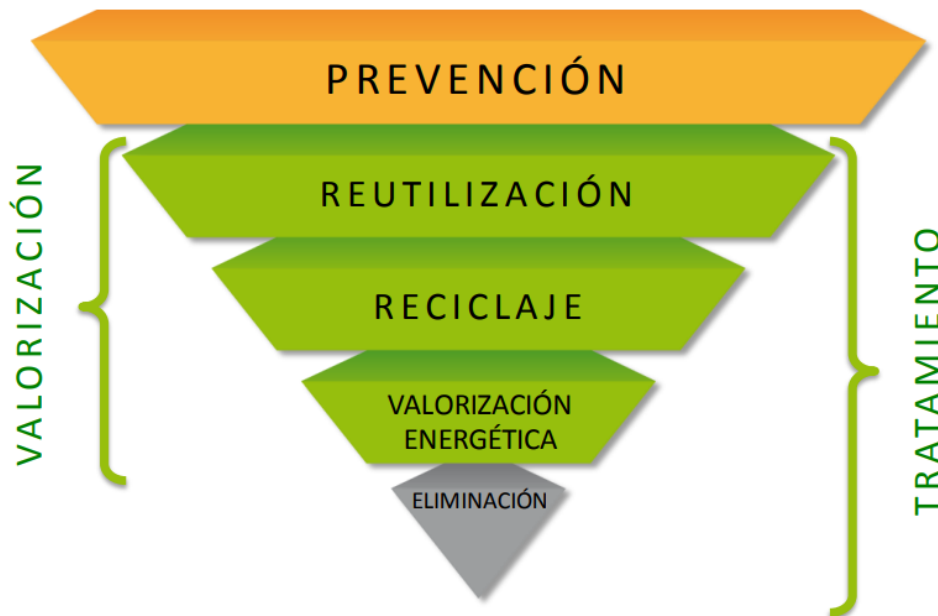 PREVENCIÓN
REUTILIZACIÓN
RECICLAJE
VALORIZACIÓN
ENERGÉTICA
ELIMINACIÓN
VALORIZACIÓN
TRATAMIENTO